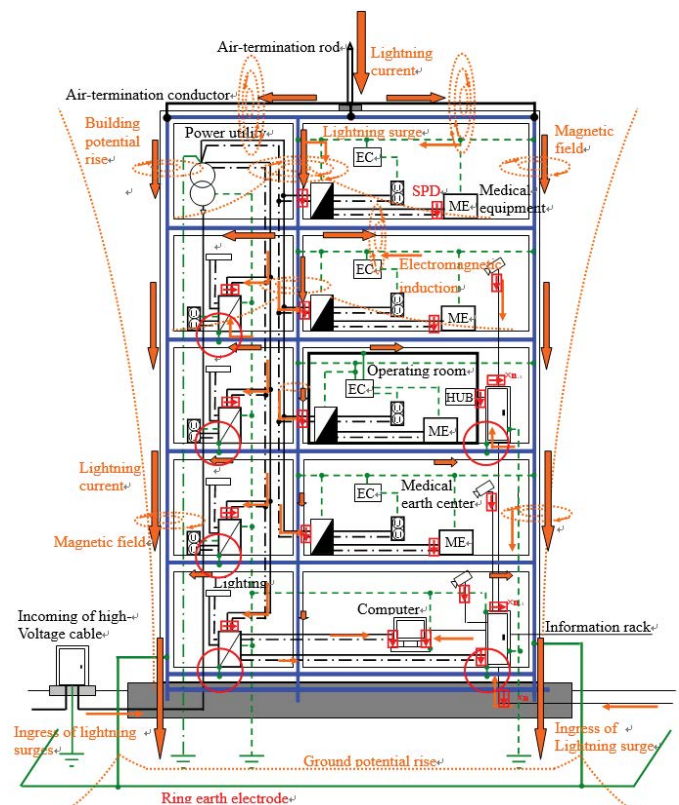 Air-termination rod
Lightning
current
Air-termination conductor
Building
potential
rise
Power utility
Lightning surge
Magnetic
field
EC
SPD
ME
Medical
equipment
EC
Electromagnetic
induction
ME
Operating room
EC
HUB
×n
ME
Lightning
current
Medical
earth center
EC
Magnetic field
ME
Lighting
Computer
×n
Incoming of high-
Voltage cable
Information rack
×n
Ingress of lightning
surges
Ingress of
Lightning surge
Ground potential rise
Ring earth electrode